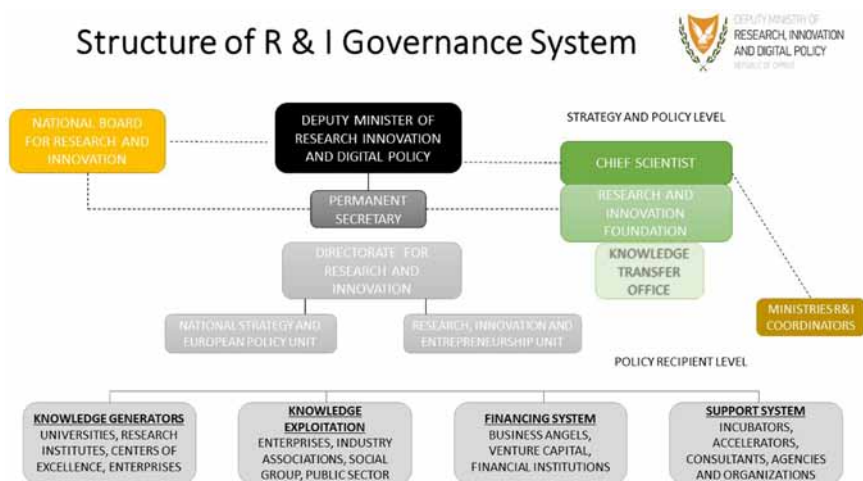 Structure of R & I Governance System
DEPUTY MINISTRY OF
RESEARCH, INNOVATION
AND DIGITAL POLICY
REPUBLIC OF CYPRUS
NATIONAL BOARD
FOR RESEARCH AND
INNOVATION
DEPUTY MINISTER OF
RESEARCH INNOVATION
AND DIGITAL POLICY
STRATEGY AND POLICY LEVEL
CHIEF SCIENTIST
PERMANENT
SECRETARY
RESEARCH AND
INNOVATION
FOUNDATION
DIRECTORATE FOR
RESEARCH AND
INNOVATION
KNOWLEDGE
TRANSFER
OFFICE
NATIONAL STRATEGY AND
EUROPEAN POLICY UNIT
RESEARCH, INNOVATION AND
ENTREPRENEURSHIP UNIT
MINISTRIES R&I
COORDINATORS
POLICY RECIPIENT LEVEL
KNOWLEDGE GENERATORS
UNIVERSITIES, RESEARCH
INSTITUTES, CENTERS OF
EXCELLENCE, ENTERPRISES
KNOWLEDGE
EXPLOITATION
ENTERPRISES, INDUSTRY
ASSOCIATIONS, SOCIAL
GROUP, PUBLIC SECTOR
FINANCING SYSTEM
BUSINESS ANGELS,
VENTURE CAPITAL,
FINANCIAL INSTITUTIONS
SUPPORT SYSTEM
INCUBATORS,
ACCELERATORS,
CONSULTANTS, AGENCIES
AND ORGANIZATIONS